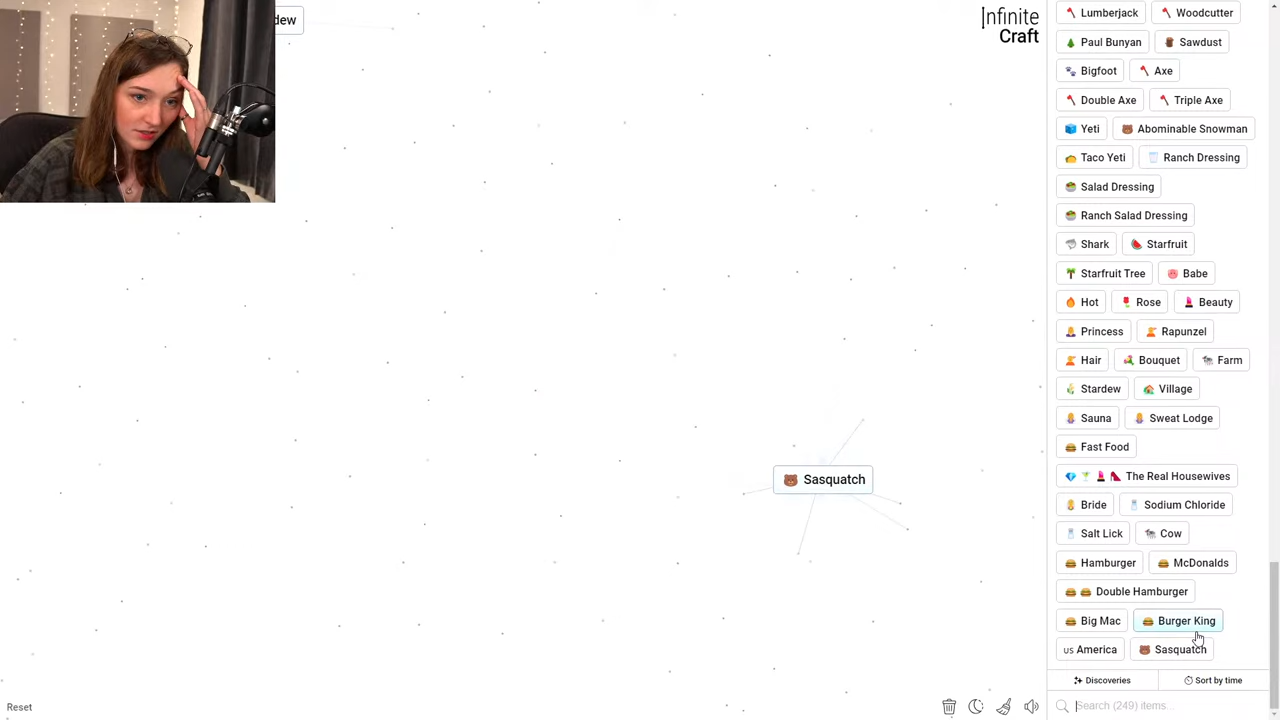 dew
Infinite
Craft
Lumberjack Woodcutter
Paul Bunyan Sawdust
Bigfoot Axe
Double Axe Triple Axe
Yeti Abominable Snowman
Taco Yeti Ranch Dressing
Salad Dressing
Ranch Salad Dressing
Shark Starfruit
Starfruit Tree Babe
Hot Rose Beauty
Princess Rapunzel
Hair Bouquet Farm
Stardew Village
Sauna Sweat Lodge
Fast Food
The Real Housewives
Sasquatch
Bride Sodium Chloride
Salt Lick Cow
Hamburger McDonalds
Double Hamburger
Big Mac Burger King
us America Sasquatch
Discoveries Sort by time
Reset
Search (249) items...